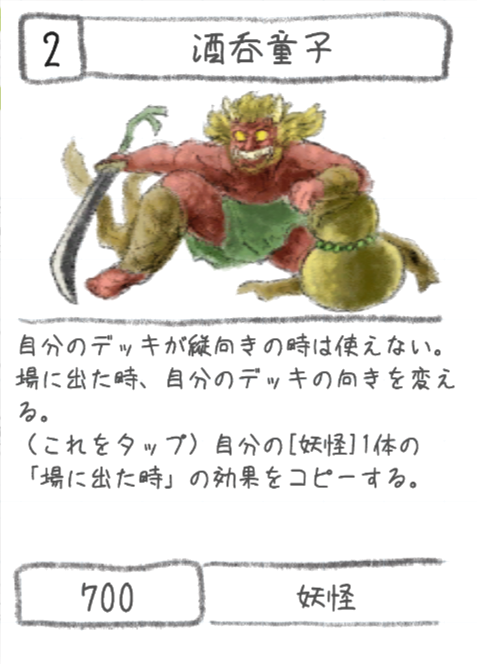 2
酒呑童子
自分のデッキが縦向きの時は使えない。
場に出た時、自分のデッキの向きを変え
る。
（これをタップ）自分の[妖怪]1体の
「場に出た時」の効果をコピーする。
700
妖怪